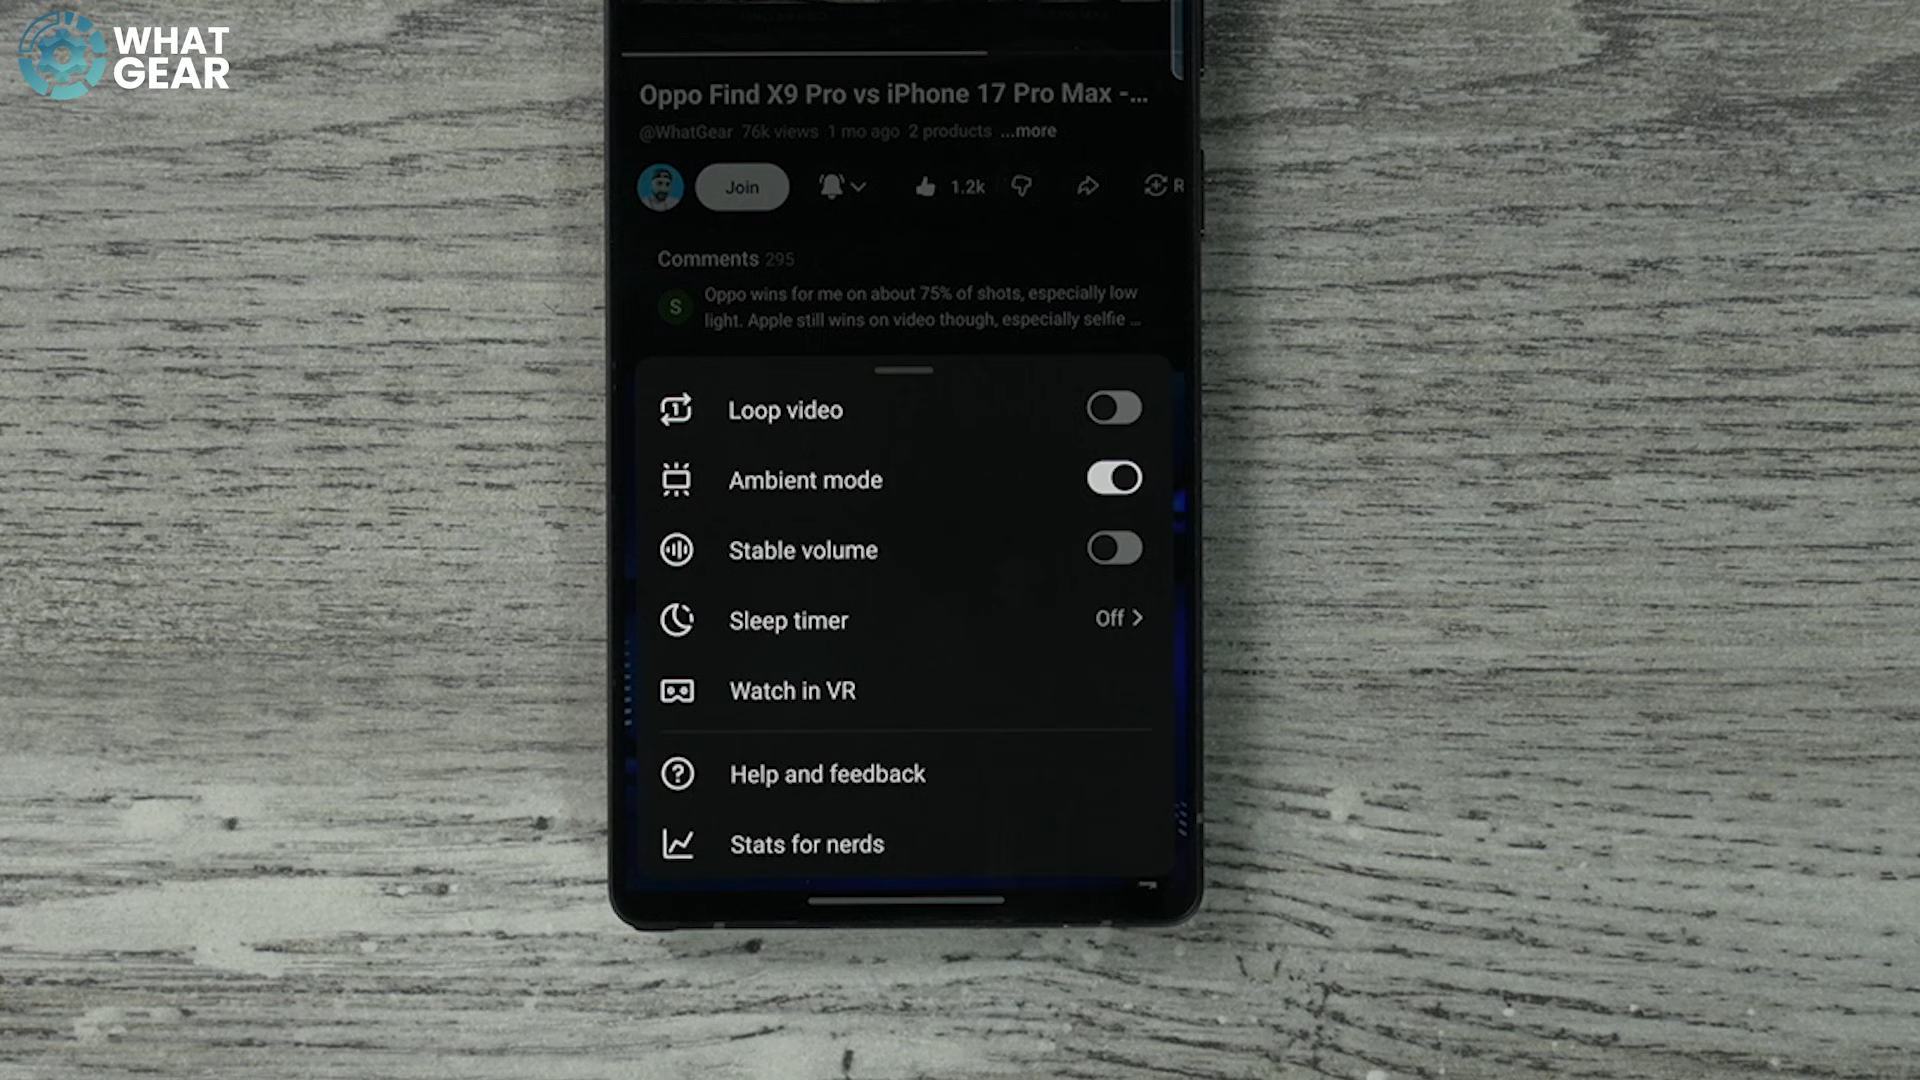 WHAT
GEAR
Oppo Find X9 Pro vs iPhone 17 Pro Max -...
@WhatGear 76k views 1 mo ago 2 products ...more
Join
1.2k
R
Comments 295
S
Oppo wins for me on about 75% of shots, especially low
light. Apple still wins on video though, especially selfie ...
Loop video
Ambient mode
Stable volume
Sleep timer
Off >
Watch in VR
Help and feedback
Stats for nerds